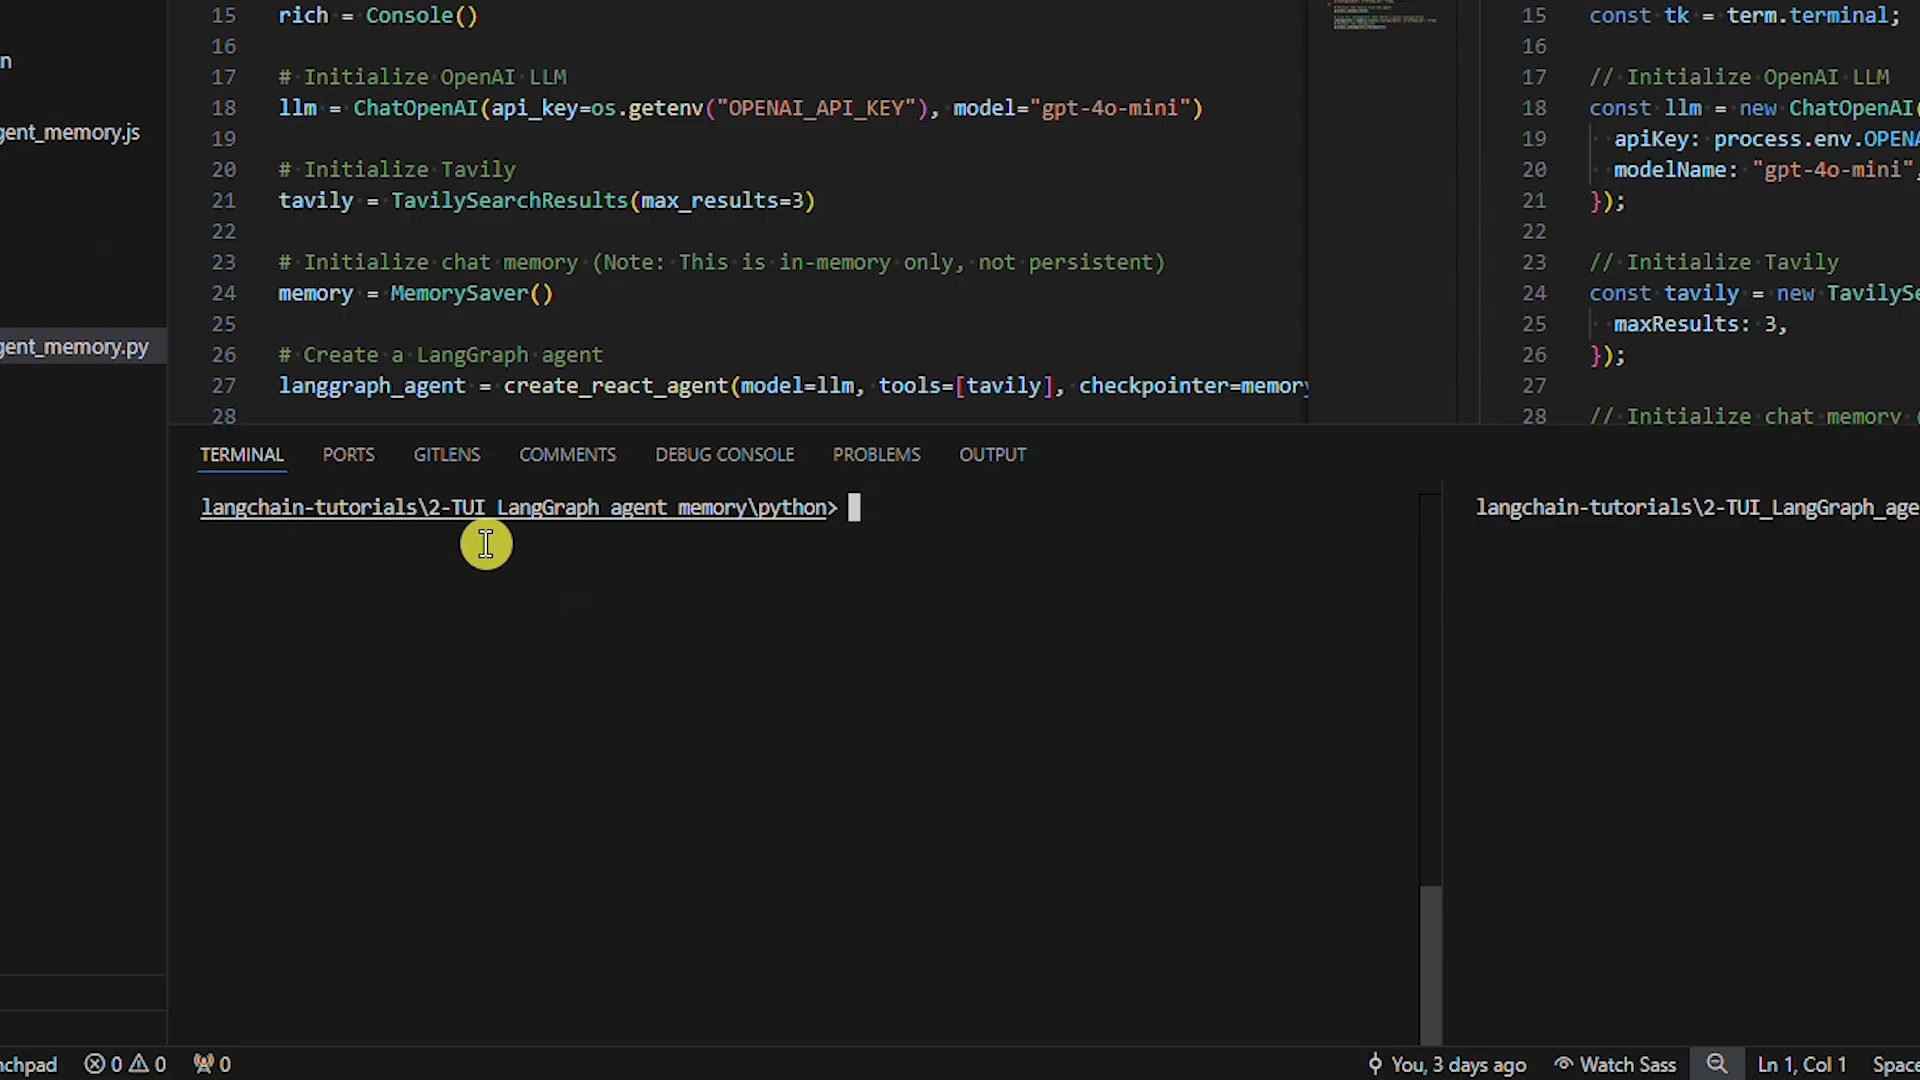 n
gent_memory.js
gent_memory.py
15 rich = Console()
16
17 # Initialize OpenAI LLM
18 llm = ChatOpenAI(api_key=os.getenv("OPENAI_API_KEY"), model="gpt-4o-mini")
19
20 # Initialize Tavily
21 tavily = TavilySearchResults(max_results=3)
22
23 # Initialize chat memory (Note: This is in-memory only, not persistent)
24 memory = MemorySaver()
25
26 # Create a LangGraph agent
27 langgraph_agent = create_react_agent(model=llm, tools=[tavily], checkpointer=memory
28
15 const tk = term.terminal;
16
17 // Initialize OpenAI LLM
18 const llm = new ChatOpenAI(
19 apiKey: process.env.OPENA
20 modelName: "gpt-4o-mini",
21 });
22
23 // Initialize Tavily
24 const tavily = new TavilySe
25 maxResults: 3,
26 });
27
28 // Initialize chat memory (
TERMINAL PORTS GITLENS COMMENTS DEBUG CONSOLE PROBLEMS OUTPUT
langchain-tutorials\2-TUI_LangGraph_agent_memory\python>
langchain-tutorials\2-TUI_LangGraph_age
nchpad 0 0 0 You, 3 days ago Watch Sass Ln 1, Col 1 Space